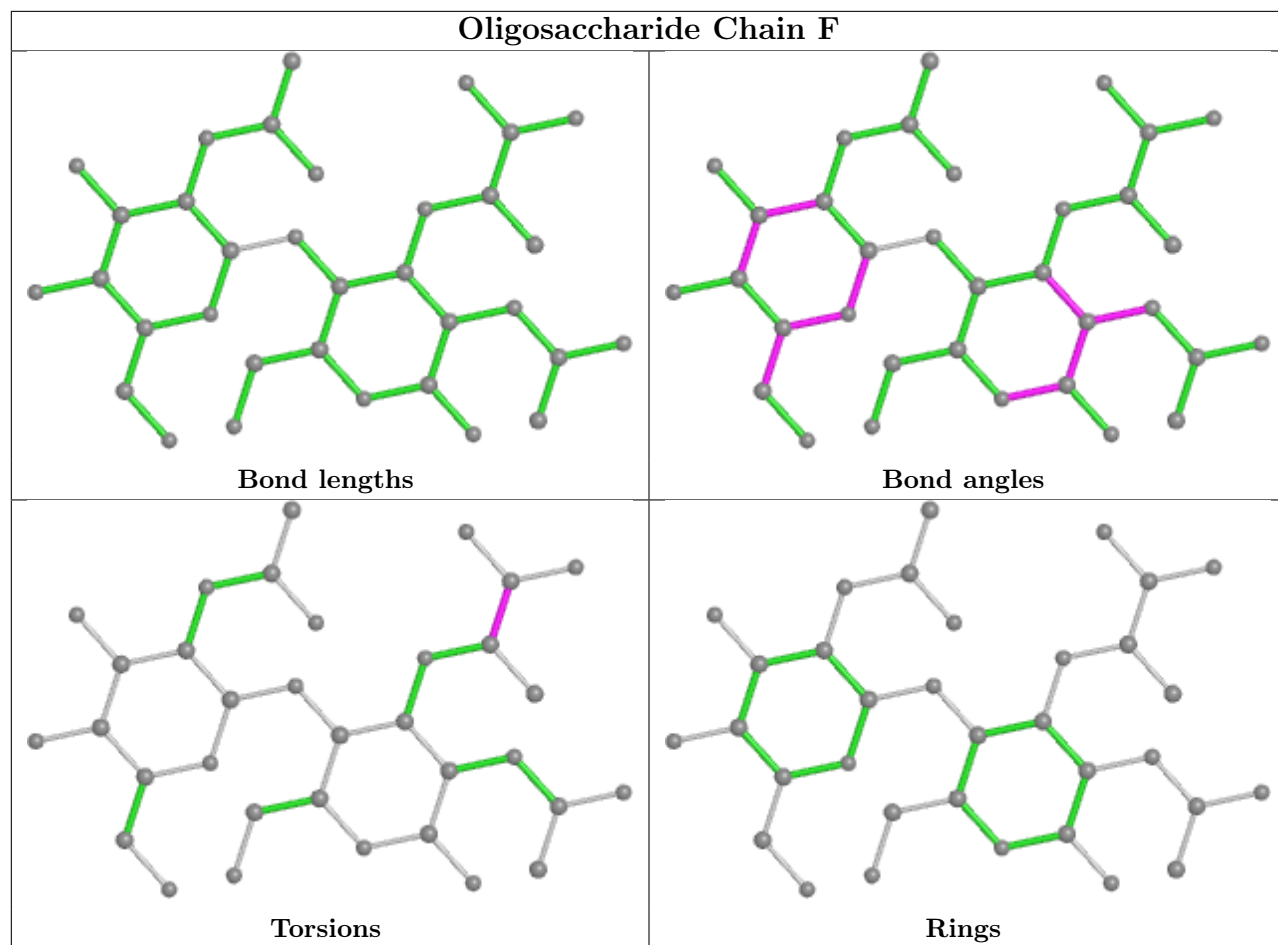 Oligosaccharide Chain F
Bond lengths
Bond angles
Torsions
Rings